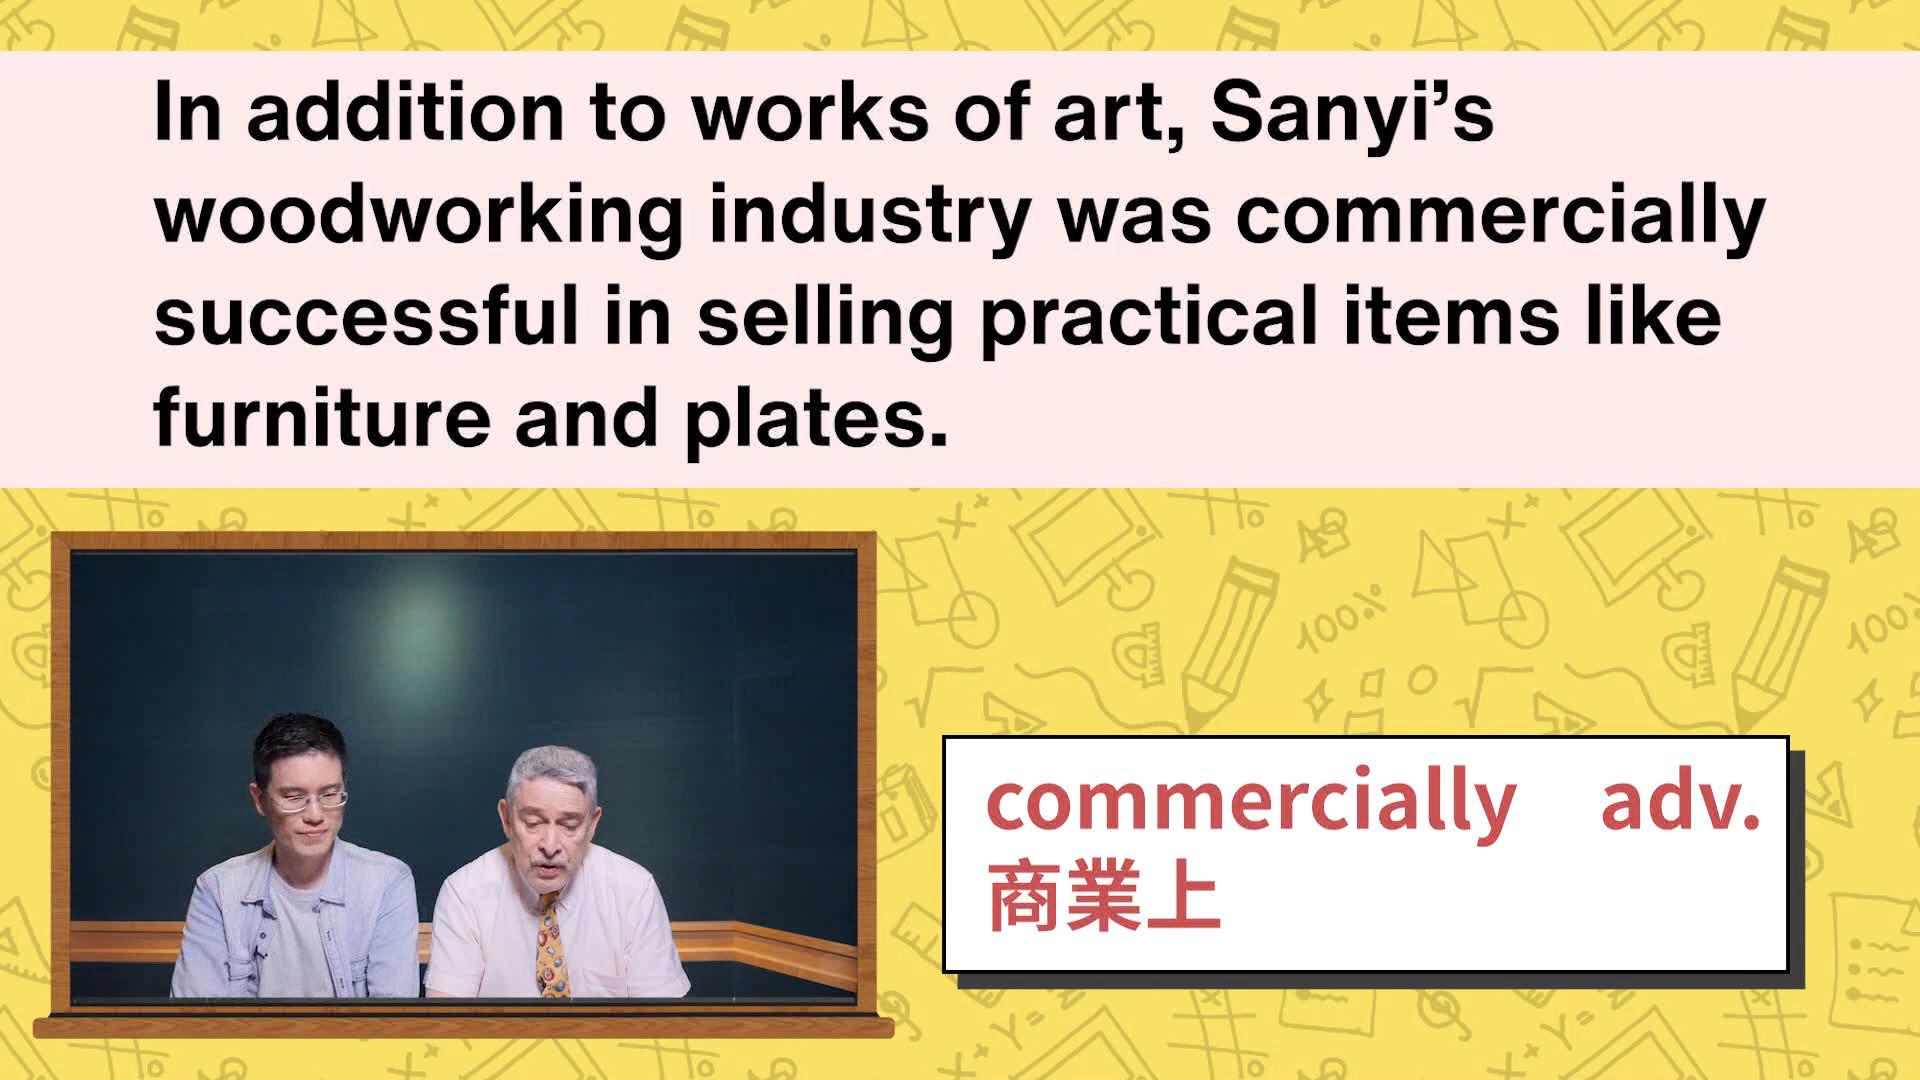 In addition to works of art, Sanyi’s
woodworking industry was commercially
successful in selling practical items like
furniture and plates.
commercially adv.
商業上